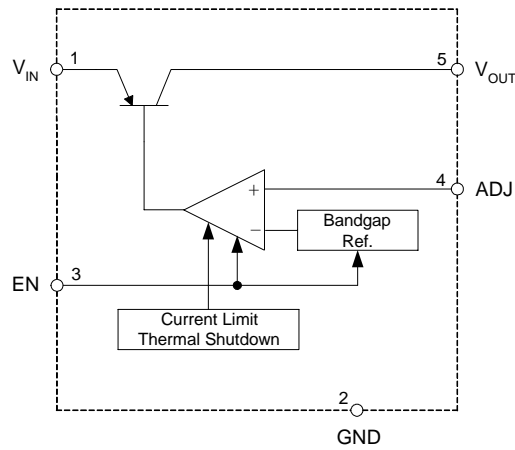 1
5
V_IN
V_OUT
+
4
ADJ
−
Bandgap
Ref.
3
EN
Current Limit
Thermal Shutdown
2
GND